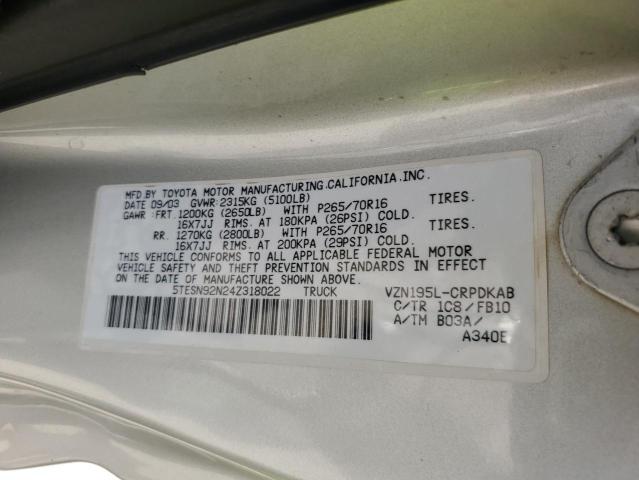 MFD.BY TOYOTA MOTOR MANUFACTURING.CALIFORNIA.INC.
DATE 09/03 GVWR:2315KG (5100LB)
GAWR: FRT. 1200KG (2650LB) WITH P265/70R16 TIRES.
16X7JJ RIMS. AT 180KPA (26PSI) COLD.
RR. 1270KG (2800LB) WITH P265/70R16 TIRES.
16X7JJ RIMS. AT 200KPA (29PSI) COLD.
THIS VEHICLE CONFORMS TO ALL APPLICABLE FEDERAL MOTOR
VEHICLE SAFETY AND THEFT PREVENTION STANDARDS IN EFFECT
ON THE DATE OF MANUFACTURE SHOWN ABOVE.
5TESN92N24Z318022 TRUCK VZN195L-CRPDKAB
C/TR 1C8/FB10
A/TM B03A/
A340E